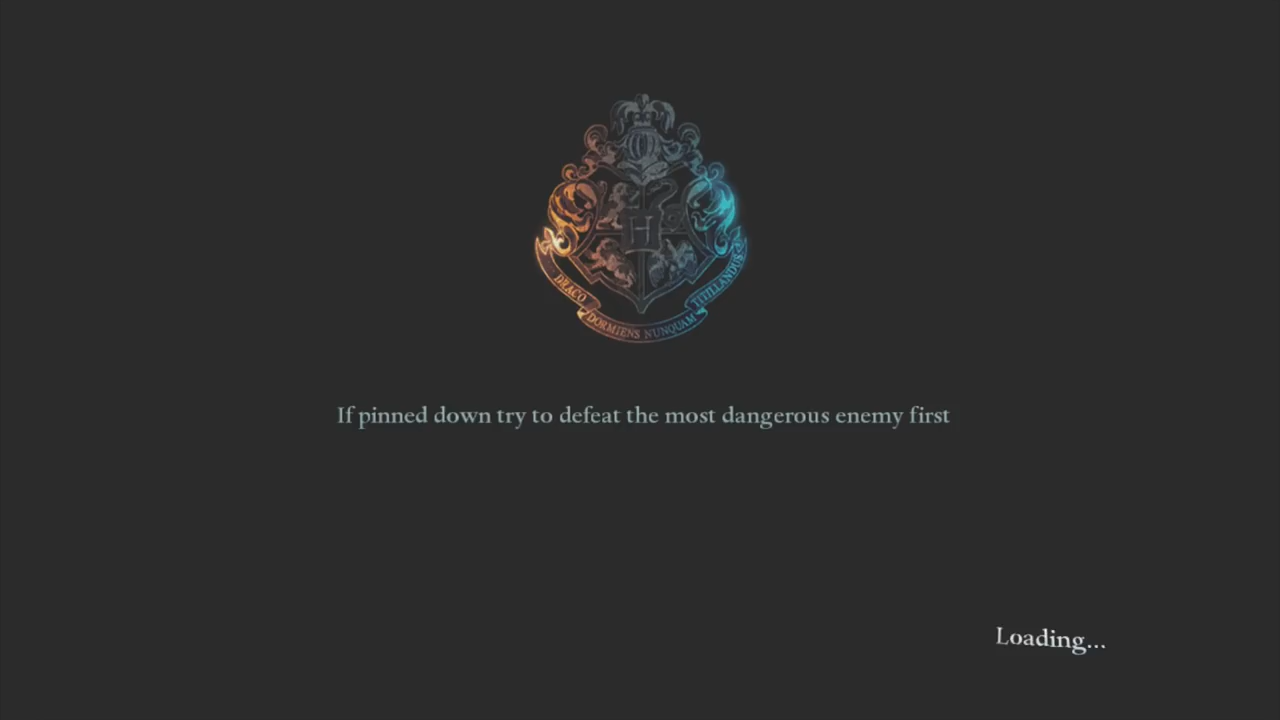 H
DRACO
DORMIENS NUNQUAM
TITILLANDUS
If pinned down try to defeat the most dangerous enemy first
Loading...